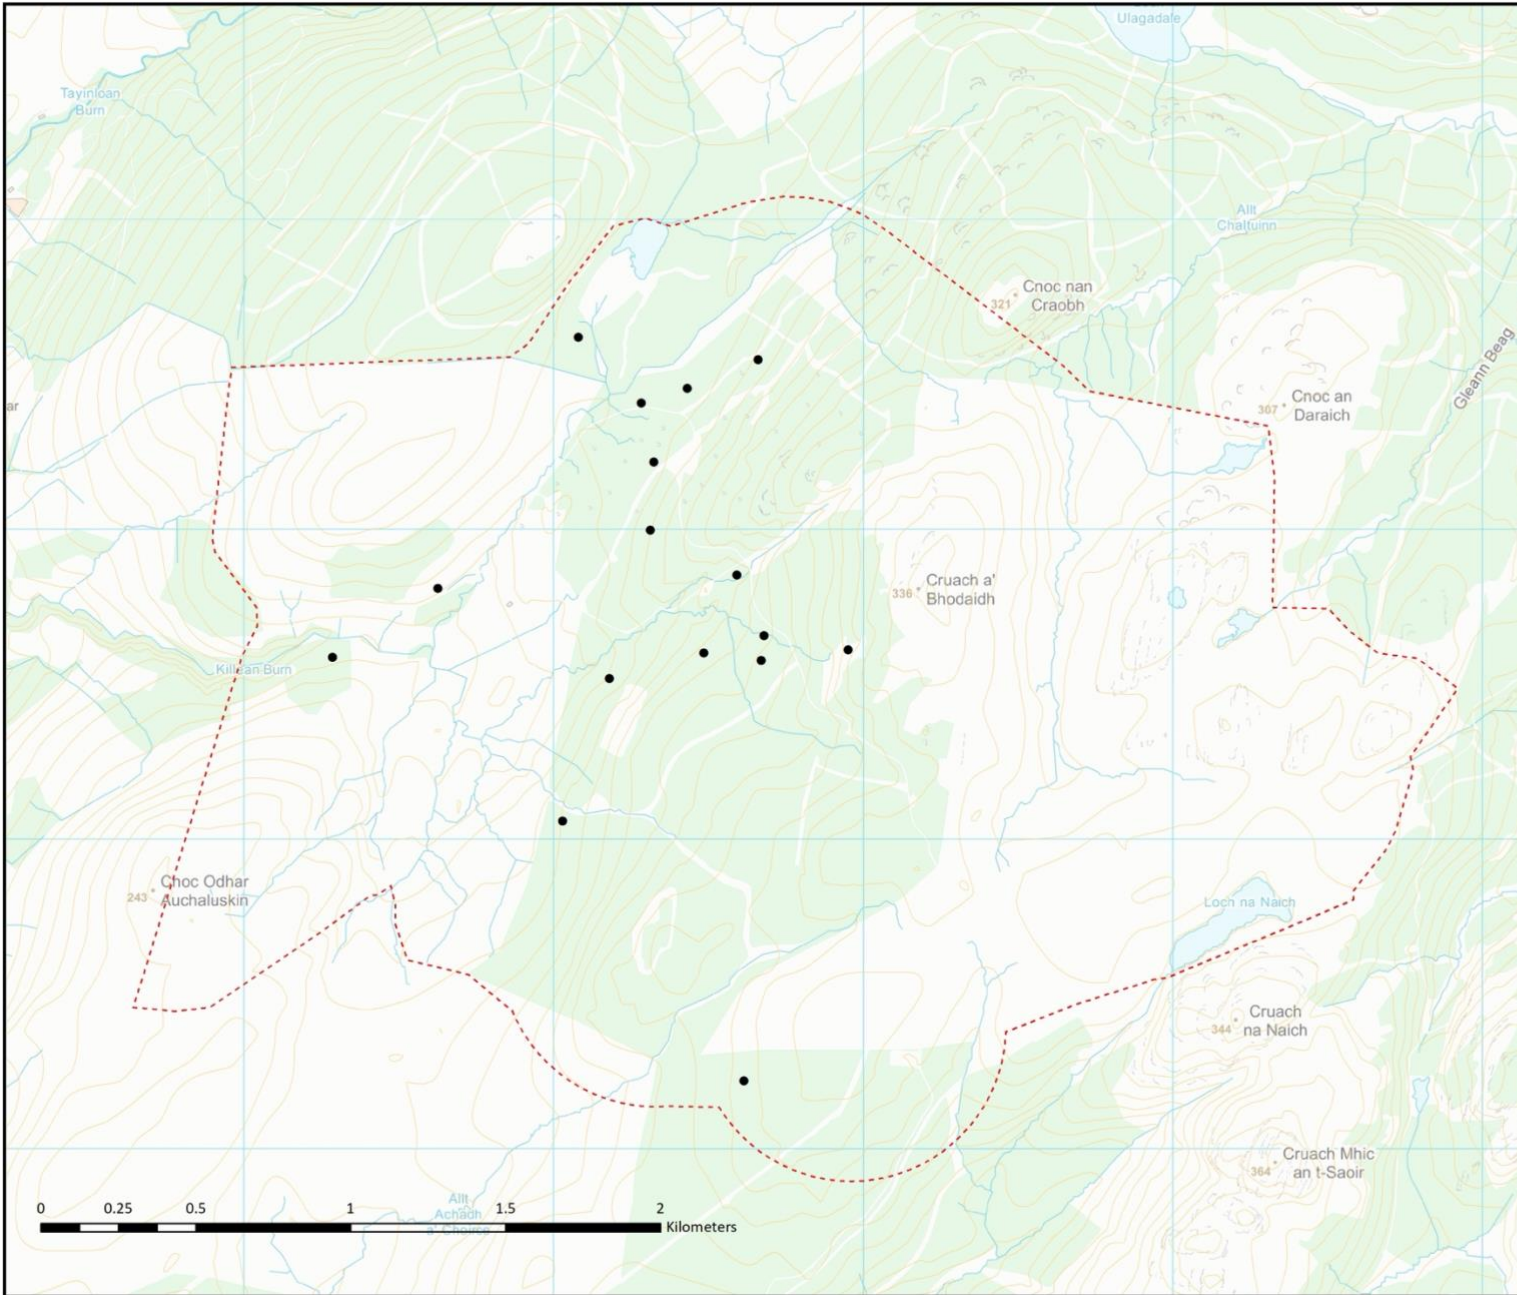 Ulagadale
Tayinloan
Burn
Allt
Chaltuinn
Cnoc nan
Craobh
321
Gleann Beag
Cnoc an
Daraich
307
ar
Cruach a'
Bhodaidh
336
Killean Burn
Cnoc Odhar
Auchaluskin
243
Loch na Naich
Cruach
na Naich
344
Cruach Mhic
an t-Saoir
364
Allt
Achadh
a' Choirce
0 0.25 0.5 1 1.5 2
Kilometers